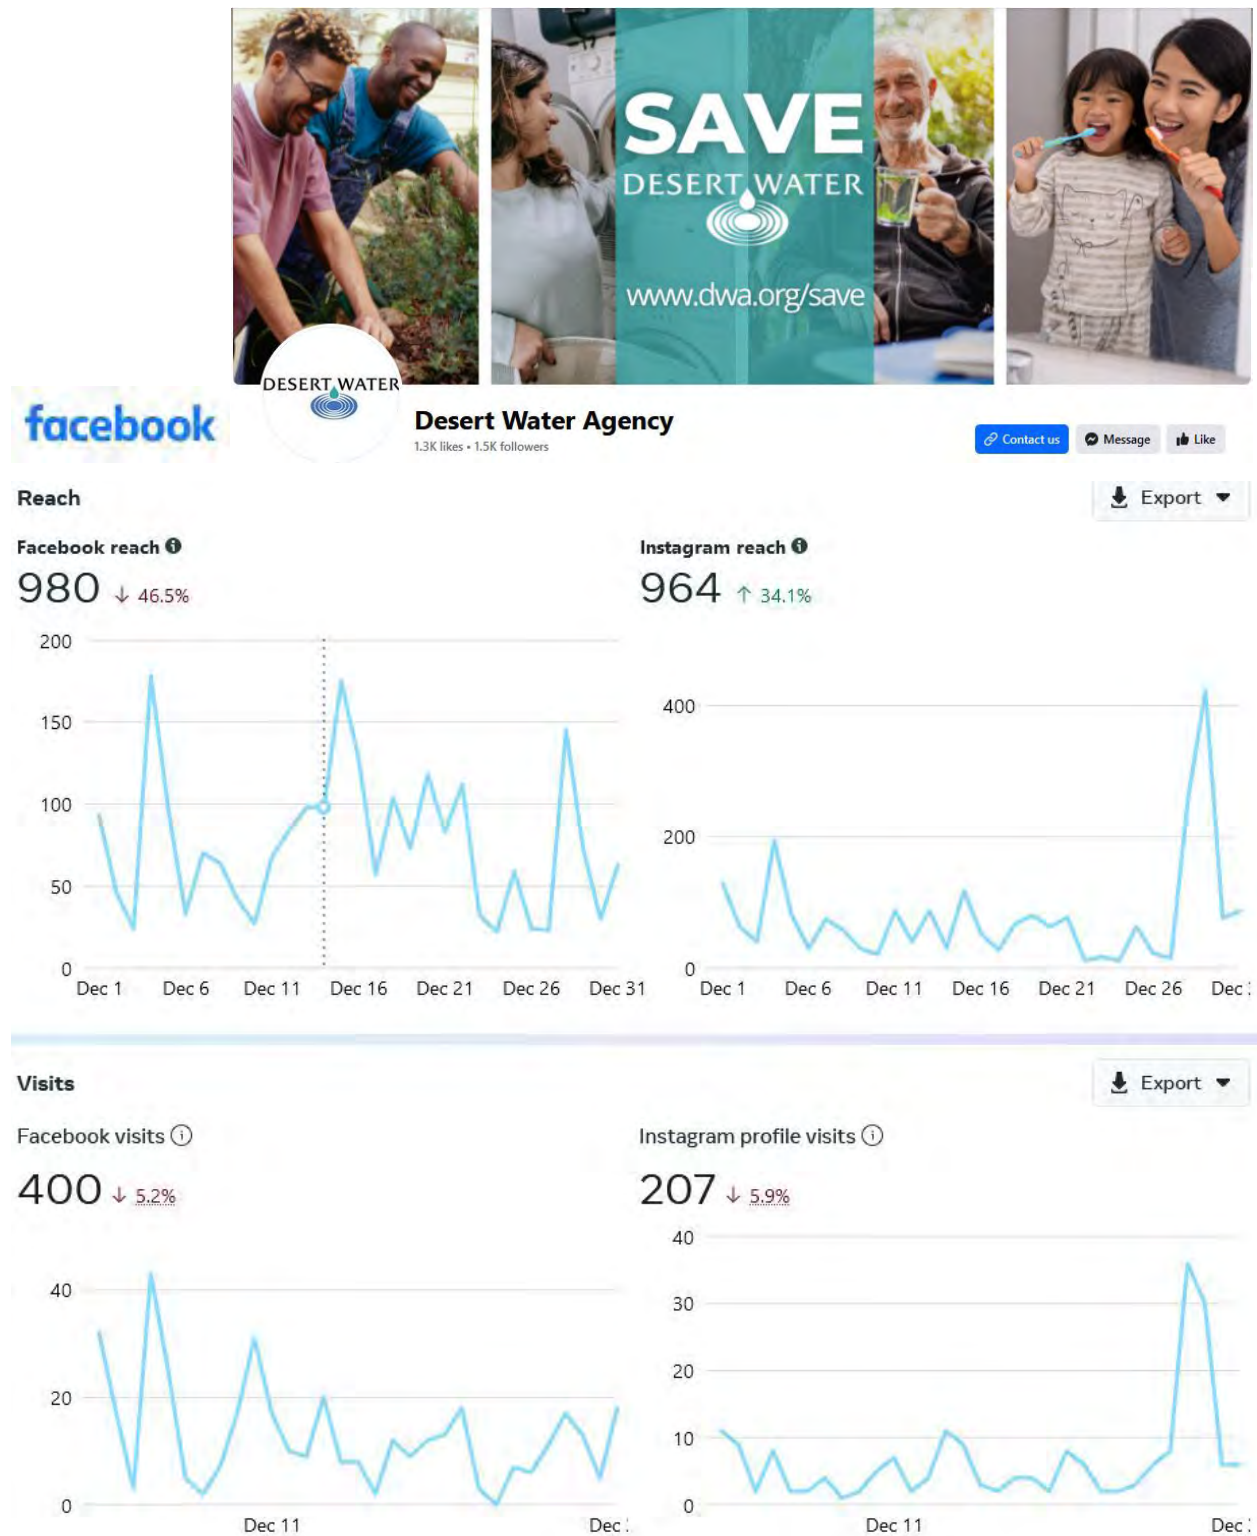 SAVE
DESERT WATER
www.dwa.org/save
DESERT WATER
facebook
Desert Water Agency
1.3K likes • 1.5K followers
Contact us
Message
Like
Reach
Export
Facebook reach
980 ↓ 46.5%
200
150
100
50
0
Dec 1 Dec 6 Dec 11 Dec 16 Dec 21 Dec 26 Dec 31
Instagram reach
964 ↑ 34.1%
400
200
0
Dec 1 Dec 6 Dec 11 Dec 16 Dec 21 Dec 26 Dec
Visits
Export
Facebook visits
400 ↓ 5.2%
40
20
0
Dec 11 Dec
Instagram profile visits
207 ↓ 5.9%
40
30
20
10
0
Dec 11 Dec